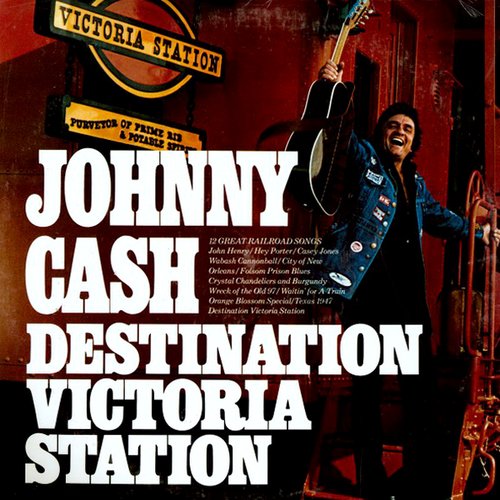 VICTORIA STATION
PURVEYOR OF PRIME RIB
& POTABLE SPIRITS
JOHNNY
CASH
12 GREAT RAILROAD SONGS
John Henry/Hey Porter/Casey Jones
Wabash Cannonball/City of New
Orleans/Folsom Prison Blues
Crystal Chandeliers and Burgundy
Wreck of the Old 97/Waitin' for A Train
Orange Blossom Special/Texas 1947
Destination Victoria Station
DESTINATION
VICTORIA
STATION